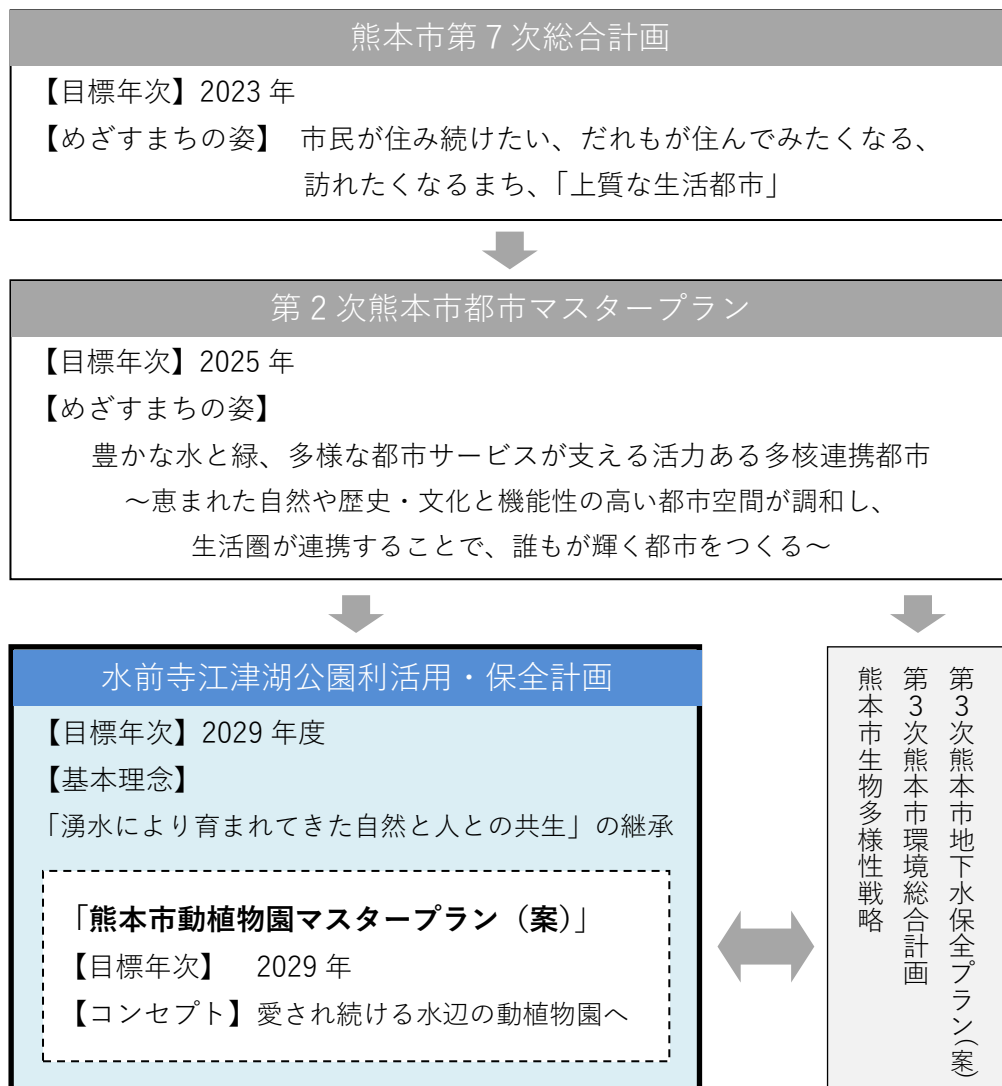 熊本市第7次総合計画
【目標年次】2023 年
【めざすまちの姿】 市民が住み続けたい、だれもが住んでみたくなる、
訪れたくなるまち、「上質な生活都市」
第2次熊本市都市マスタープラン
【目標年次】2025 年
【めざすまちの姿】
豊かな水と緑、多様な都市サービスが支える活力ある多核連携都市
～恵まれた自然や歴史・文化と機能性の高い都市空間が調和し、
生活圏が連携することで、誰もが輝く都市をつくる～
水前寺江津湖公園利活用・保全計画
【目標年次】2029 年度
【基本理念】
「湧水により育まれてきた自然と人との共生」の継承
「熊本市動植物園マスタープラン（案）」
【目標年次】 2029 年
【コンセプト】愛され続ける水辺の動植物園へ
第3次熊本市地下水保全プラン（案）
第3次熊本市環境総合計画
熊本市生物多様性戦略